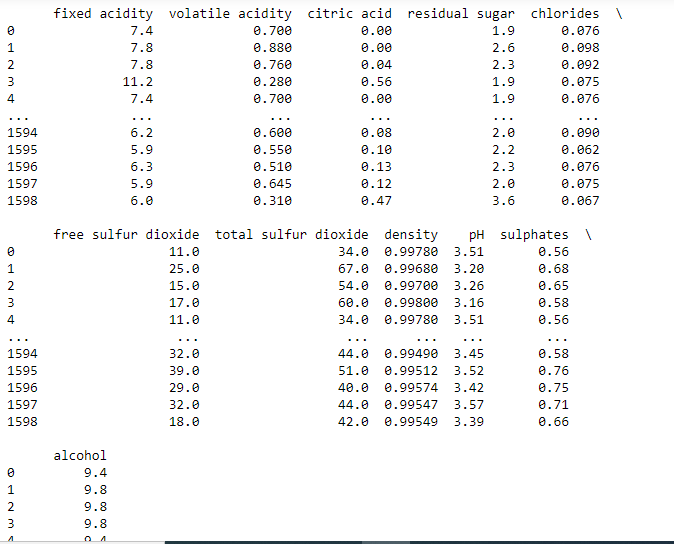 fixed acidity volatile acidity citric acid residual sugar chlorides \
0 7.4 0.700 0.00 1.9 0.076
1 7.8 0.880 0.00 2.6 0.098
2 7.8 0.760 0.04 2.3 0.092
3 11.2 0.280 0.56 1.9 0.075
4 7.4 0.700 0.00 1.9 0.076
... ... ... ... ... ...
1594 6.2 0.600 0.08 2.0 0.090
1595 5.9 0.550 0.10 2.2 0.062
1596 6.3 0.510 0.13 2.3 0.076
1597 5.9 0.645 0.12 2.0 0.075
1598 6.0 0.310 0.47 3.6 0.067
free sulfur dioxide total sulfur dioxide density pH sulphates \
0 11.0 34.0 0.99780 3.51 0.56
1 25.0 67.0 0.99680 3.20 0.68
2 15.0 54.0 0.99700 3.26 0.65
3 17.0 60.0 0.99800 3.16 0.58
4 11.0 34.0 0.99780 3.51 0.56
... ... ... ... ... ...
1594 32.0 44.0 0.99490 3.45 0.58
1595 39.0 51.0 0.99512 3.52 0.76
1596 29.0 40.0 0.99574 3.42 0.75
1597 32.0 44.0 0.99547 3.57 0.71
1598 18.0 42.0 0.99549 3.39 0.66
alcohol
0 9.4
1 9.8
2 9.8
3 9.8
4 9.4